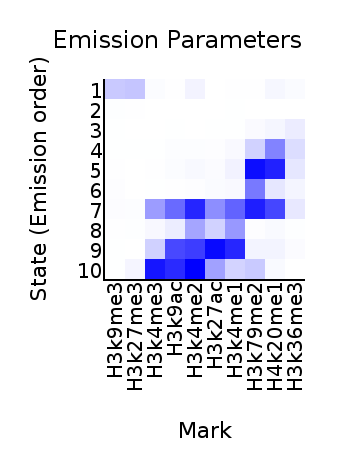 Emission Parameters
State (Emission order)
1
2
3
4
5
6
7
8
9
10
H3k9me3
H3k27me3
H3k4me3
H3k9ac
H3k4me2
H3k27ac
H3k4me1
H3k79me2
H4k20me1
H3k36me3
Mark